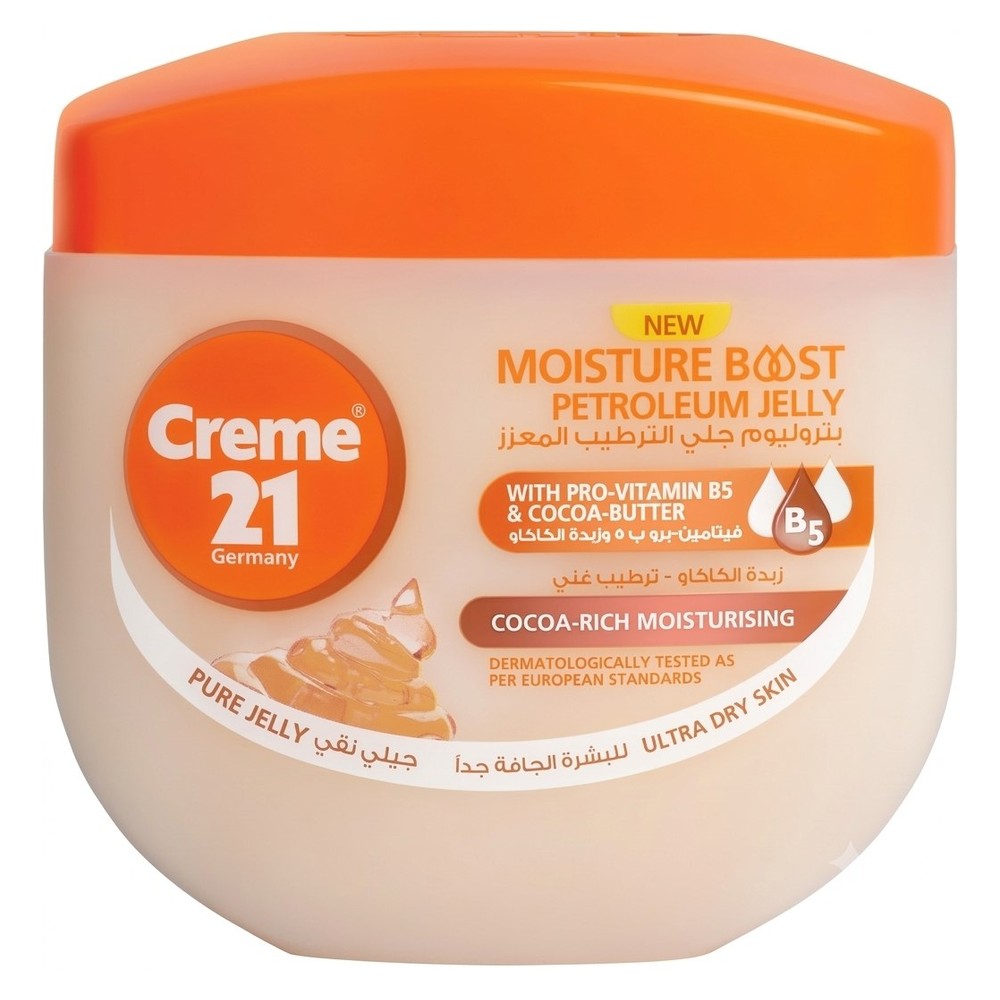 Creme®
21
Germany
NEW
MOISTURE BOOST
PETROLEUM JELLY
بتروليوم جلي الترطيب المعزز
WITH PRO-VITAMIN B5
& COCOA-BUTTER
فيتامين-برو ب ٥ وزبدة الكاكاو
B5
زبدة الكاكاو - ترطيب غني
COCOA-RICH MOISTURISING
DERMATOLOGICALLY TESTED AS
PER EUROPEAN STANDARDS
PURE JELLY جيلي نقي
للبشرة الجافة جداً ULTRA DRY SKIN